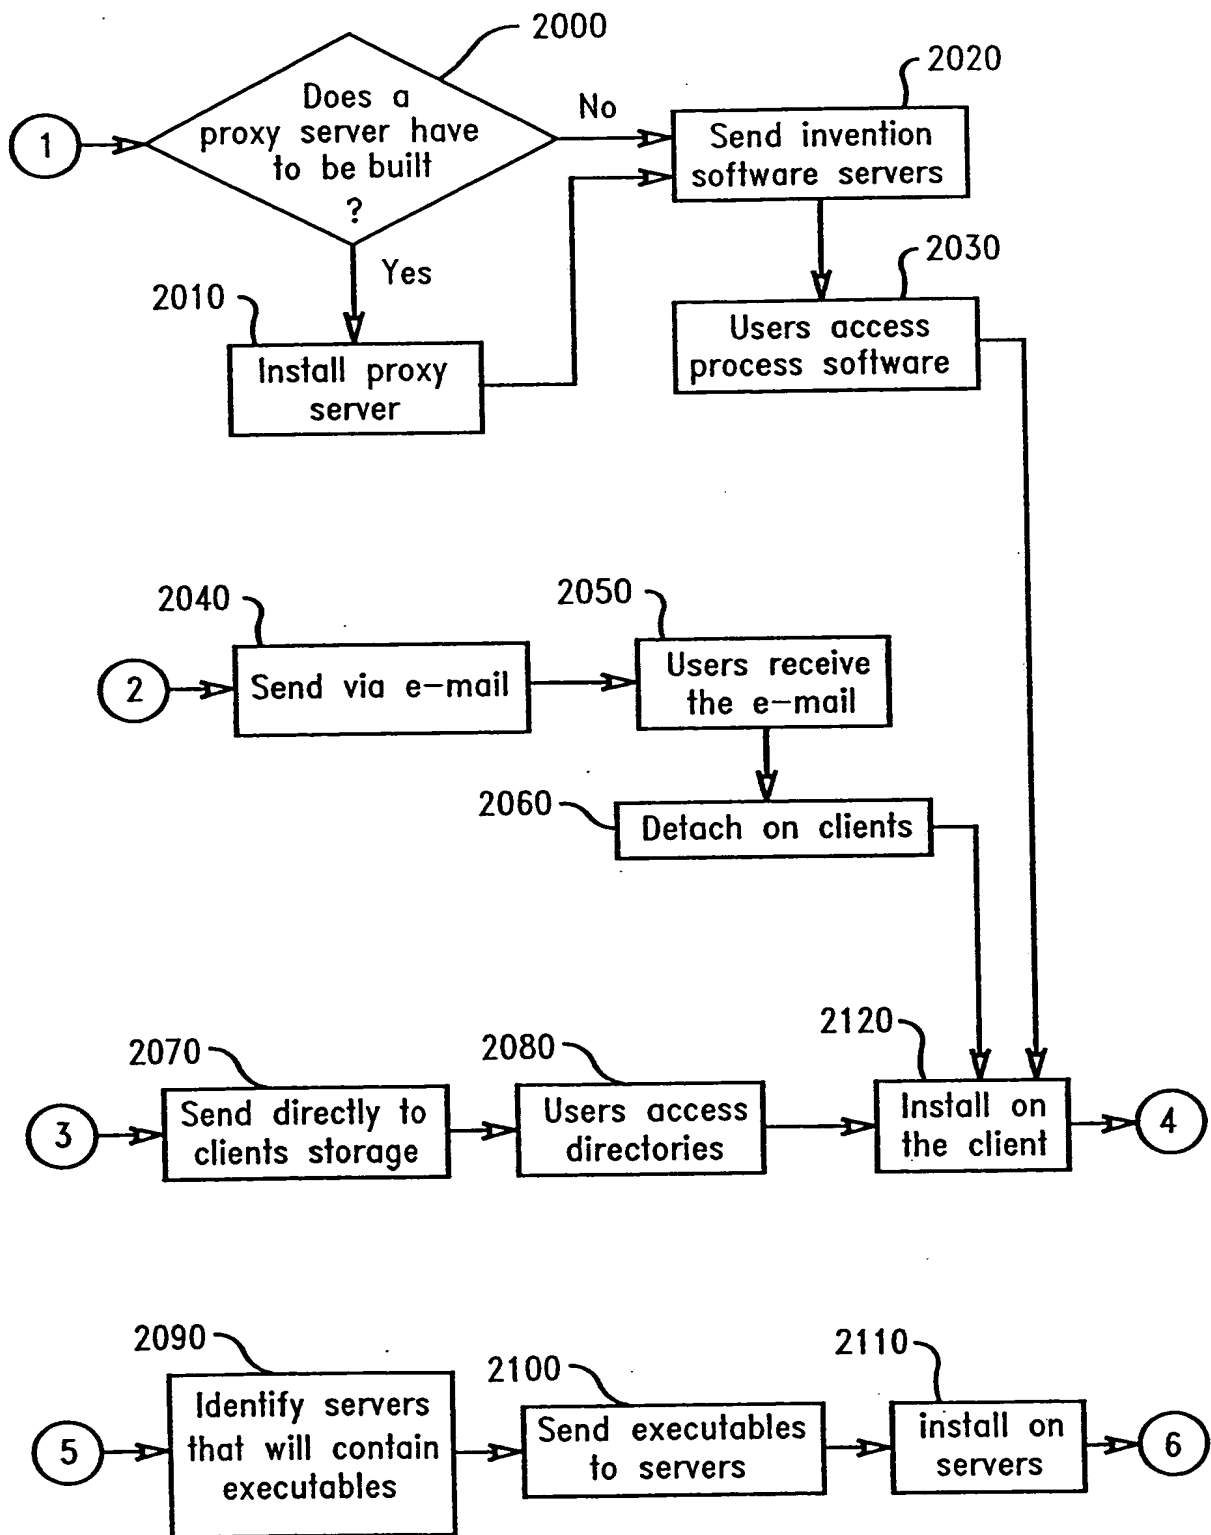 2000
Does a
proxy server have
to be built
?
1
No
Yes
2020
Send invention
software servers
2010
Install proxy
server
2030
Users access
process software
2040
2
Send via e-mail
2050
Users receive
the e-mail
2060
Detach on clients
2070
3
Send directly to
clients storage
2080
Users access
directories
2120
Install on
the client
4
2090
5
Identify servers
that will contain
executables
2100
Send executables
to servers
2110
install on
servers
6